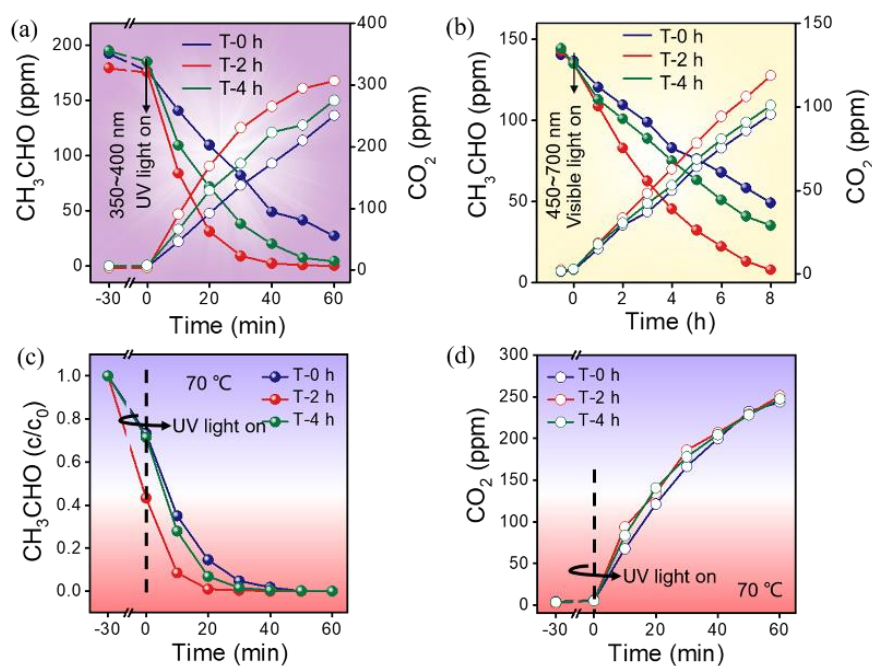 (a)
CH₃CHO (ppm)
200
150
100
50
0
T-0 h
T-2 h
T-4 h
350~400 nm
UV light on
400
300
200
100
0
CO₂ (ppm)
-30 0 20 40 60
Time (min)
(b)
CH₃CHO (ppm)
150
100
50
0
T-0 h
T-2 h
T-4 h
450~700 nm
Visible light on
150
100
50
0
CO₂ (ppm)
0 2 4 6 8
Time (h)
(c)
CH₃CHO (c/c₀)
1.0
0.8
0.6
0.4
0.2
0.0
70 ℃
T-0 h
T-2 h
T-4 h
UV light on
-30 0 20 40 60
Time (min)
(d)
CO₂ (ppm)
300
250
200
150
100
50
0
T-0 h
T-2 h
T-4 h
UV light on
70 ℃
-30 0 20 40 60
Time (min)